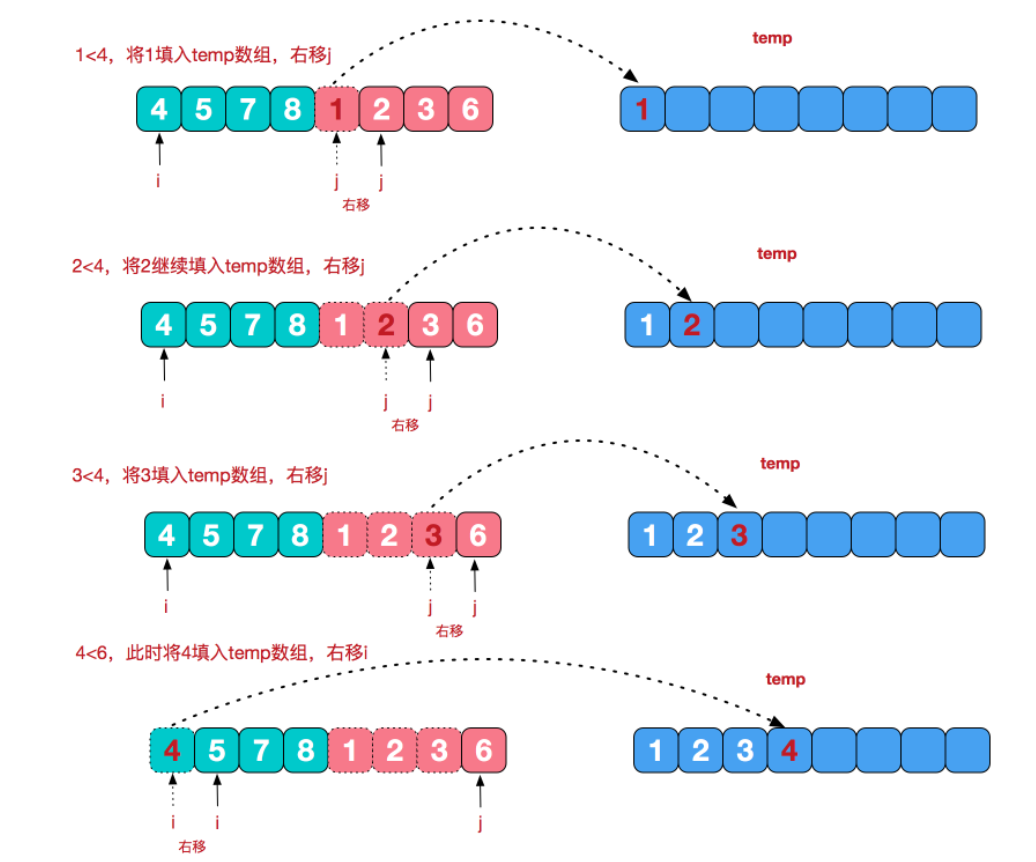 1<4，将1填入temp数组，右移j
temp
4 5 7 8 1 2 3 6
1
i
j j
右移
2<4，将2继续填入temp数组，右移j
temp
4 5 7 8 1 2 3 6
1 2
i
j j
右移
3<4，将3填入temp数组，右移j
temp
4 5 7 8 1 2 3 6
1 2 3
i
j j
右移
4<6，此时将4填入temp数组，右移i
temp
4 5 7 8 1 2 3 6
1 2 3 4
i i
j
右移